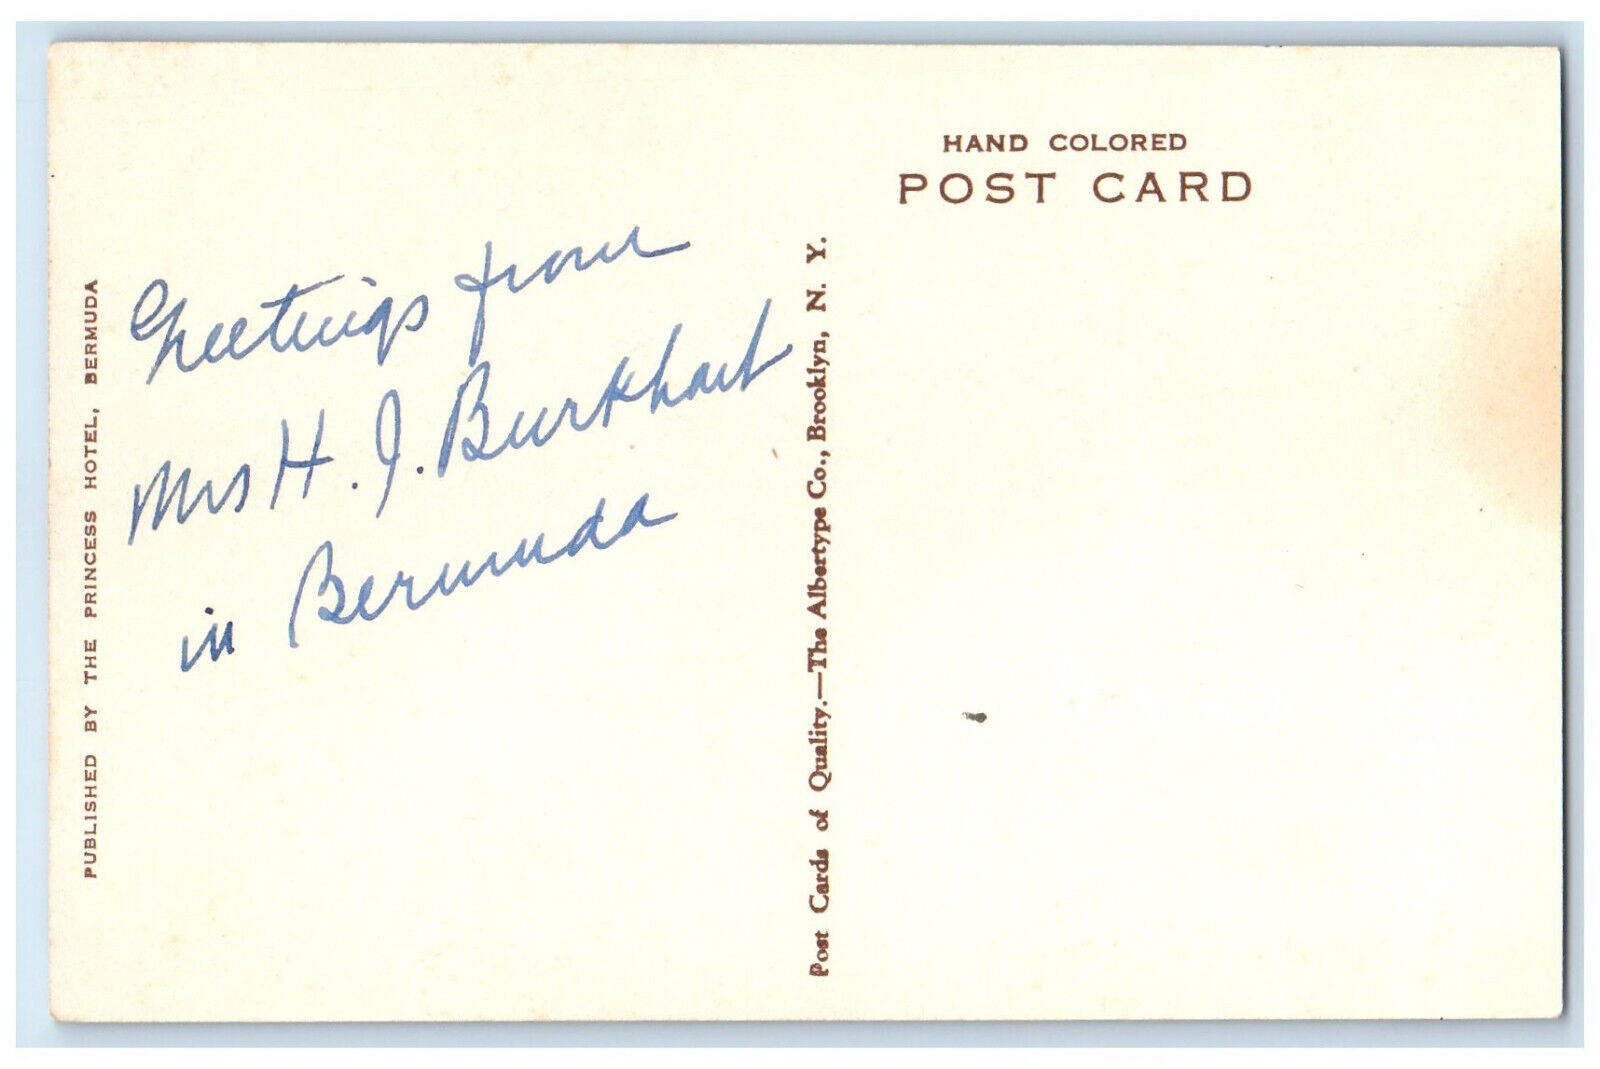 PUBLISHED BY THE PRINCESS HOTEL, BERMUDA
Greetings from
Mrs H. J. Burkhart
in Bermuda
Post Cards of Quality.—The Albertype Co., Brooklyn, N. Y.
HAND COLORED
POST CARD